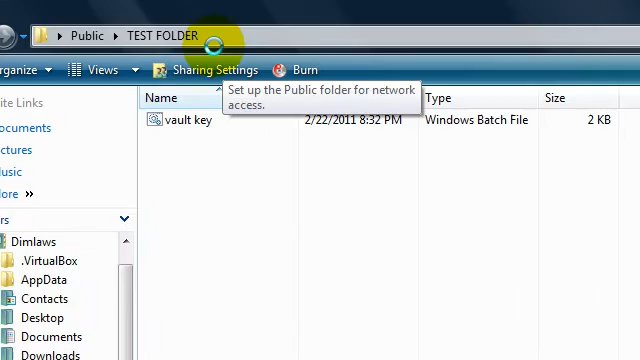 Public TEST FOLDER
rganize Views Sharing Settings Burn
Set up the Public folder for network
access.
Name Type Size
vault key 2/22/2011 8:32 PM Windows Batch File 2 KB
ite Links
ocuments
ctures
usic
ore »
rs
Dimlaws
.VirtualBox
AppData
Contacts
Desktop
Documents
Downloads